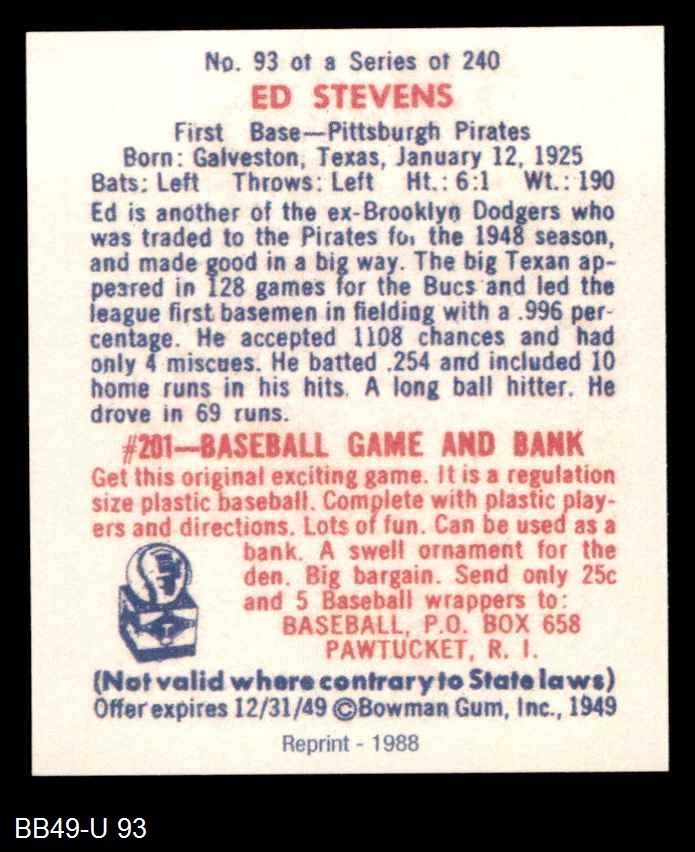 No. 93 of a Series of 240
ED STEVENS
First Base—Pittsburgh Pirates
Born: Galveston, Texas, January 12, 1925
Bats: Left Throws: Left Ht.: 6:1 Wt.: 190
Ed is another of the ex-Brooklyn Dodgers who
was traded to the Pirates for the 1948 season,
and made good in a big way. The big Texan ap-
peared in 128 games for the Bucs and led the
league first basemen in fielding with a .996 per-
centage. He accepted 1108 chances and had
only 4 miscues. He batted .254 and included 10
home runs in his hits. A long ball hitter. He
drove in 69 runs.
#201—BASEBALL GAME AND BANK
Get this original exciting game. It is a regulation
size plastic baseball. Complete with plastic play-
ers and directions. Lots of fun. Can be used as a
bank. A swell ornament for the
den. Big bargain. Send only 25c
and 5 Baseball wrappers to:
BASEBALL, P.O. BOX 658
PAWTUCKET, R. I.
(Not valid where contrary to State laws)
Offer expires 12/31/49 ©Bowman Gum, Inc., 1949
Reprint - 1988
BB49-U 93